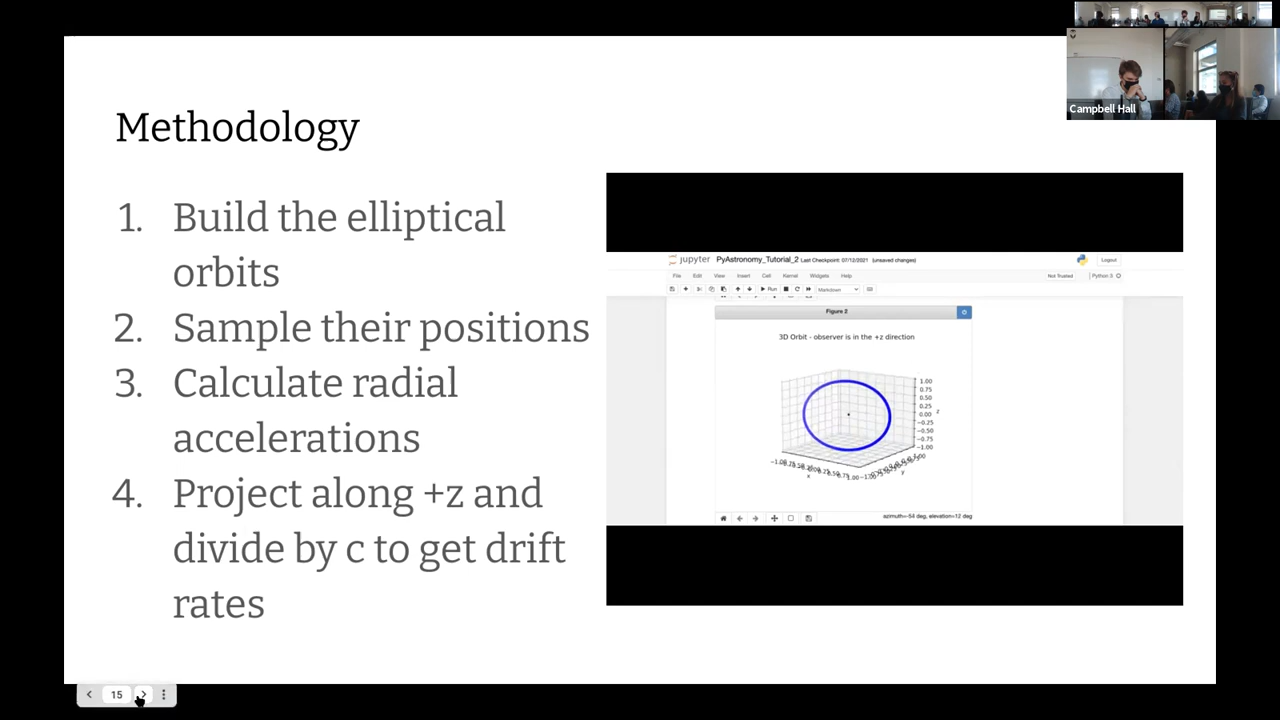 Campbell Hall
Methodology
1. Build the elliptical
orbits
2. Sample their positions
3. Calculate radial
accelerations
4. Project along +z and
divide by c to get drift
rates
jupyter PyAstronomy_Tutorial_2 Last Checkpoint: 07/12/2021 (unsaved changes) Logout
File Edit View Insert Cell Kernel Widgets Help Not Trusted Python 3
Run Markdown
Figure 2
3D Orbit - observer is in the +z direction
1.00
0.75
0.50
0.25
0.00 z
−0.25
−0.50
−0.75
−1.00
x
y
azimuth=-54 deg, elevation=12 deg
15